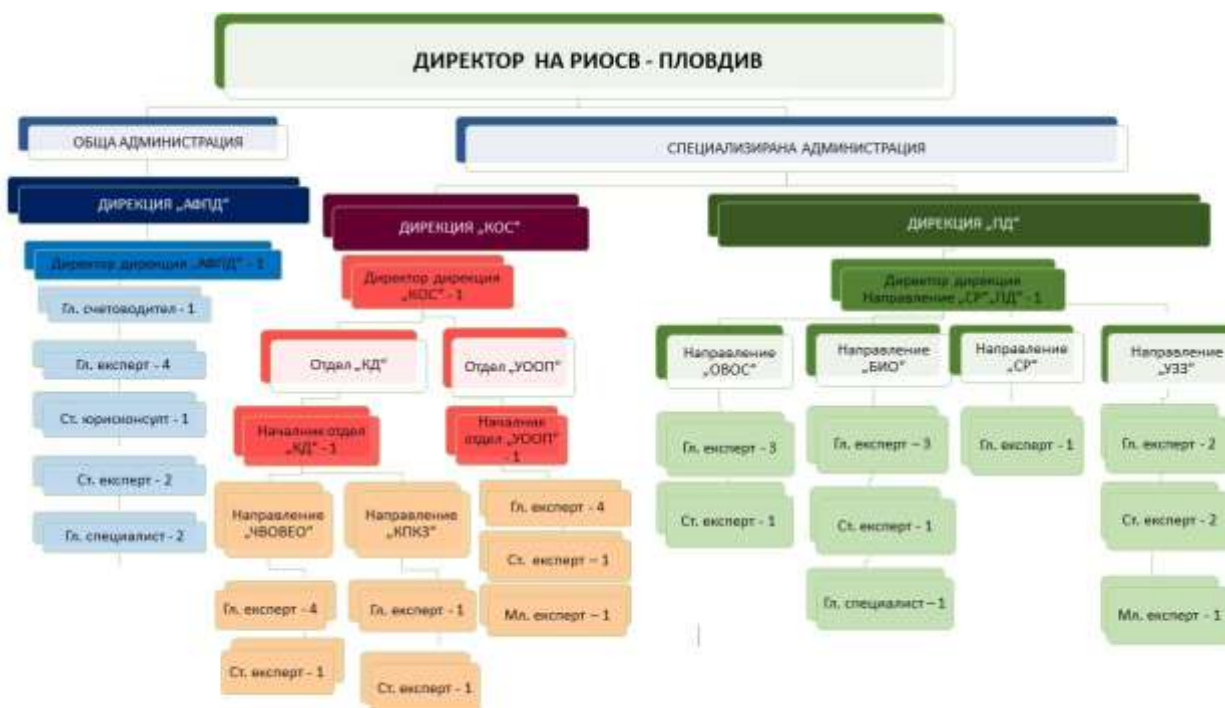 ДИРЕКТОР НА РИОСВ - ПЛОВДИВ
ОБЩА АДМИНИСТРАЦИЯ
СПЕЦИАЛИЗИРАНА АДМИНИСТРАЦИЯ
ДИРЕКЦИЯ „АФПД“
ДИРЕКЦИЯ „КОС“
ДИРЕКЦИЯ „ПД“
Директор дирекция „АФПД“ - 1
Гл. счетоводител - 1
Гл. експерт - 4
Ст. юрисконсулт - 1
Ст. експерт - 2
Гл. специалист - 2
Директор дирекция
„КОС“ - 1
Отдел „КД“
Отдел „УООП“
Началник отдел
„КД“ - 1
Началник
отдел „УООП“
- 1
Направление
„ЧВОВЕО“
Направление
„КПКЗ“
Гл. експерт - 4
Ст. експерт - 1
Гл. експерт - 1
Ст. експерт - 1
Гл. експерт - 4
Ст. експерт – 1
Мл. експерт – 1
Директор дирекция
Направление „СР“„ПД“ - 1
Направление
„ОВОС“
Направление
„БИО“
Направление
„СР“
Направление
„УЗЗ“
Гл. експерт - 3
Ст. експерт - 1
Гл. експерт – 3
Ст. експерт - 1
Гл. специалист – 1
Гл. експерт - 1
Гл. експерт - 2
Ст. експерт - 2
Мл. експерт - 1